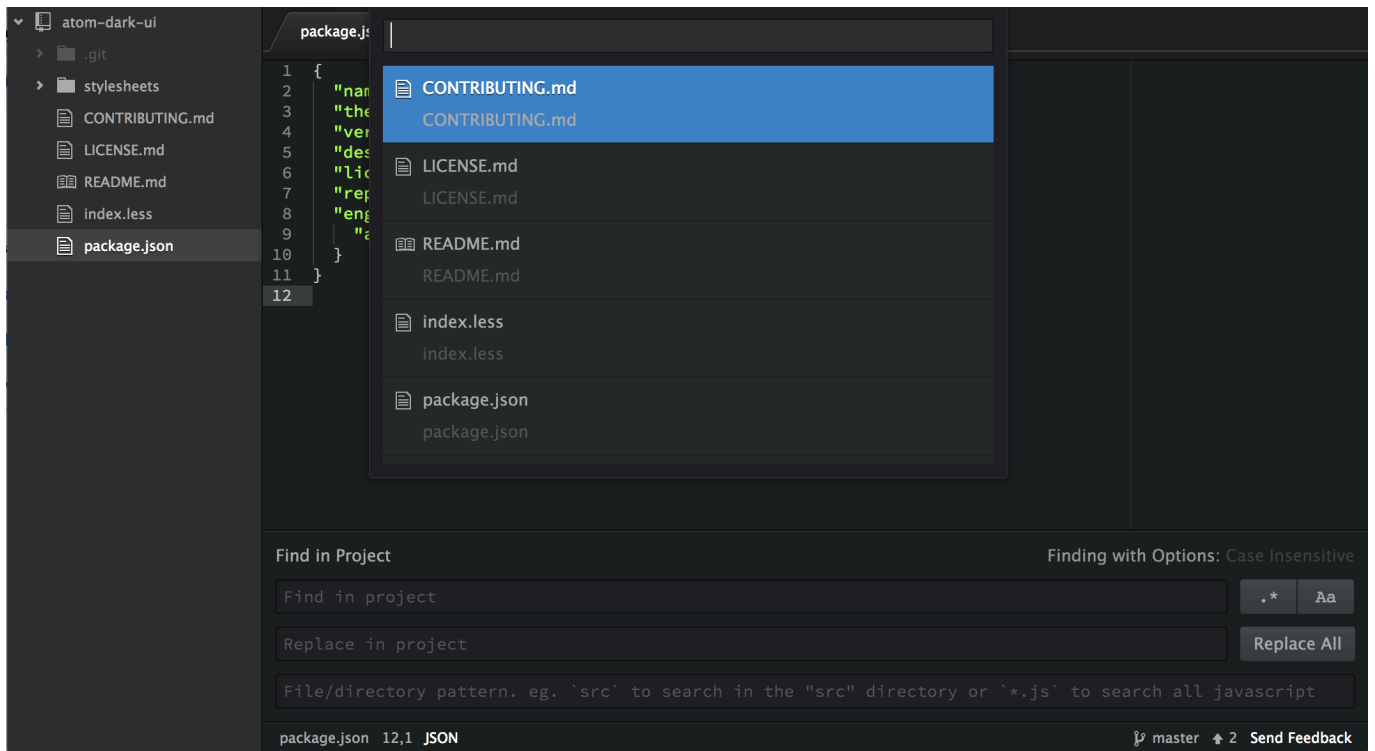 atom-dark-ui
.git
stylesheets
CONTRIBUTING.md
LICENSE.md
README.md
index.less
package.json
package.js
1 {
2 "nam
3 "the
4 "ver
5 "des
6 "lic
7 "rep
8 "eng
9 "a
10 }
11 }
12
CONTRIBUTING.md
CONTRIBUTING.md
LICENSE.md
LICENSE.md
README.md
README.md
index.less
index.less
package.json
package.json
Find in Project
Finding with Options: Case Insensitive
Find in project
.* Aa
Replace in project
Replace All
File/directory pattern. eg. `src` to search in the "src" directory or `*.js` to search all javascript
package.json 12,1 JSON
master 2 Send Feedback